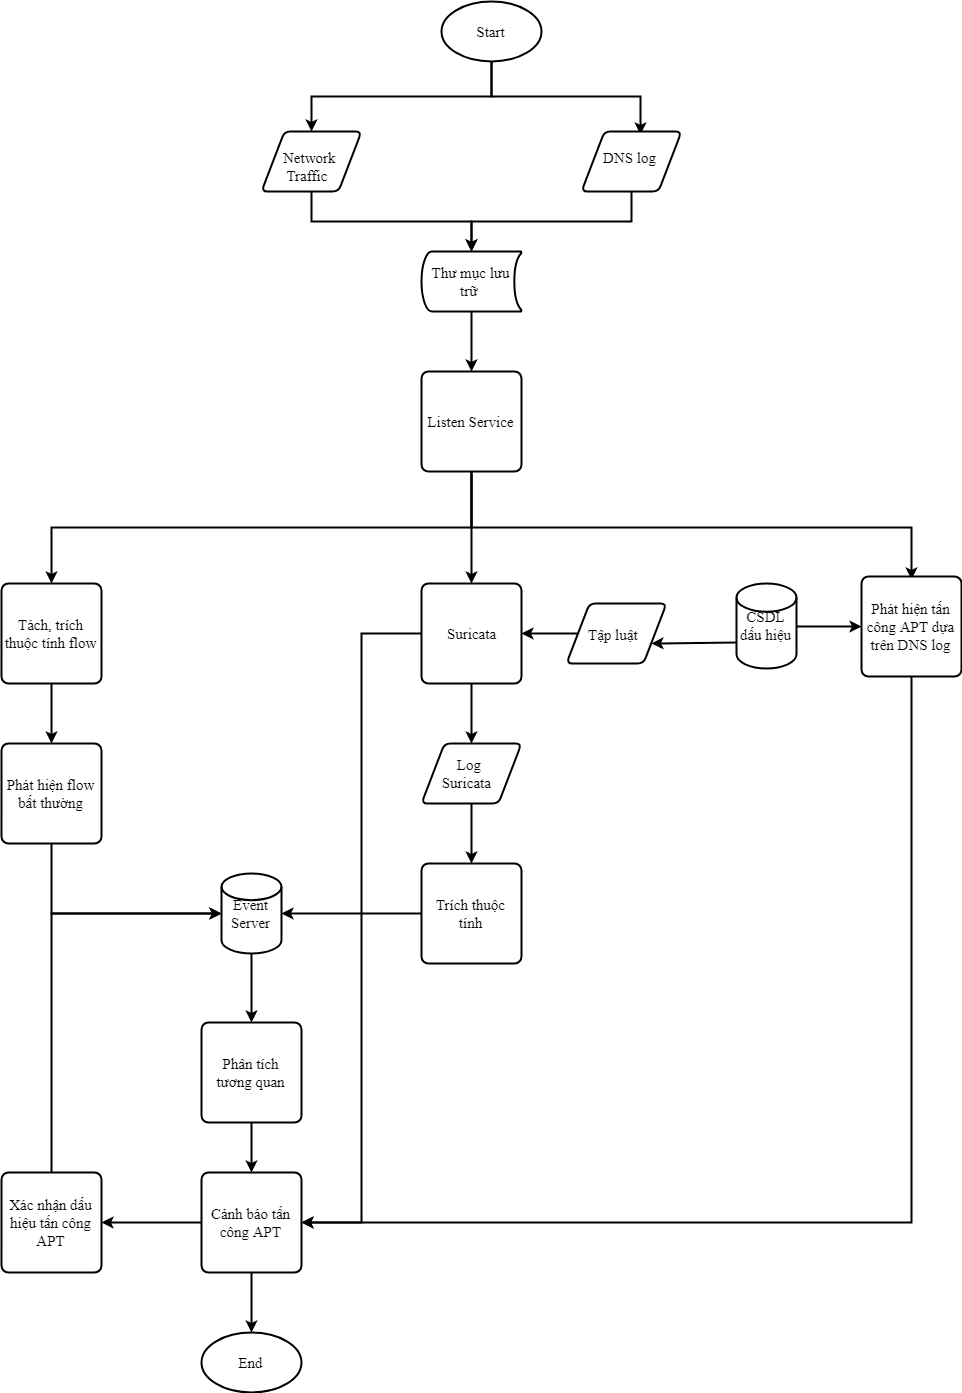 Start
Network
Traffic
DNS log
Thư mục lưu
trữ
Listen Service
Tách, trích
thuộc tính flow
Suricata
Tập luật
CSDL
dấu hiệu
Phát hiện tấn
công APT dựa
trên DNS log
Phát hiện flow
bất thường
Log
Suricata
Event
Server
Trích thuộc
tính
Phân tích
tương quan
Xác nhận dấu
hiệu tấn công
APT
Cảnh báo tấn
công APT
End